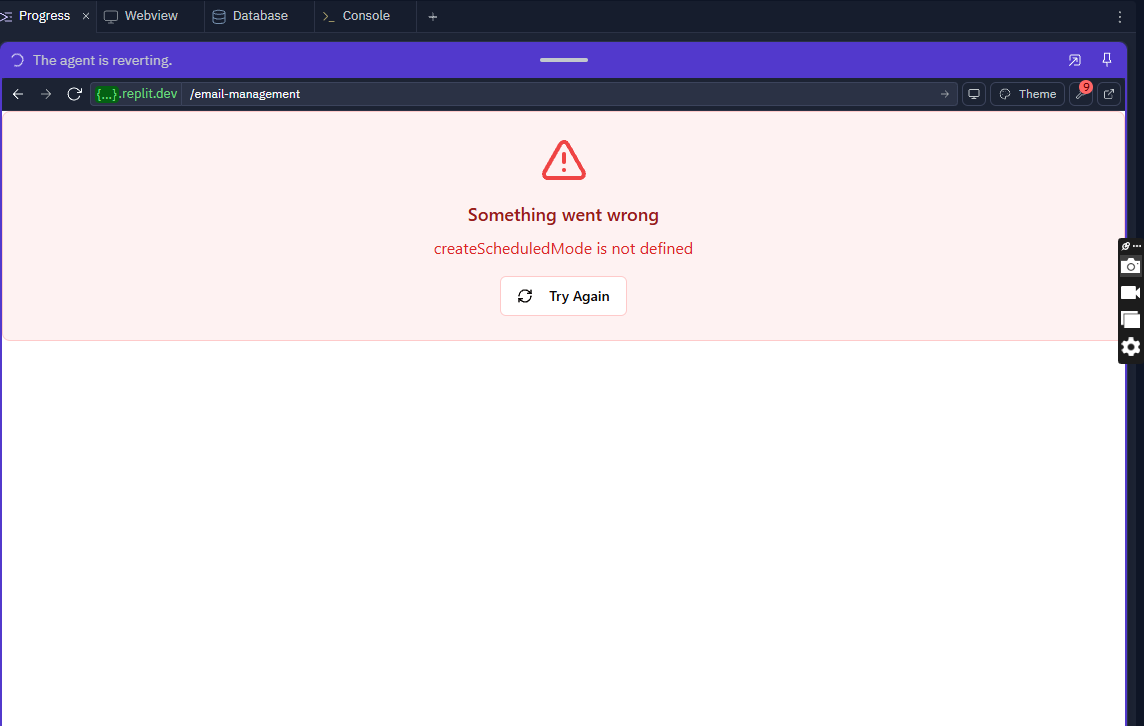 Progress Webview Database Console
The agent is reverting.
{...}.replit.dev /email-management Theme 9
Something went wrong
createScheduledMode is not defined
Try Again